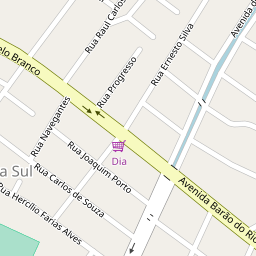 Rua Raul Carlos
Avenida d
elo Branco
Rua Progresso
Rua Ernesto Silva
Rua Navegantes
Dia
a Sul
Rua Joaquim Porto
Avenida Barão do Rio
Rua Carlos de Souza
Rua Hercílio Farias Alves